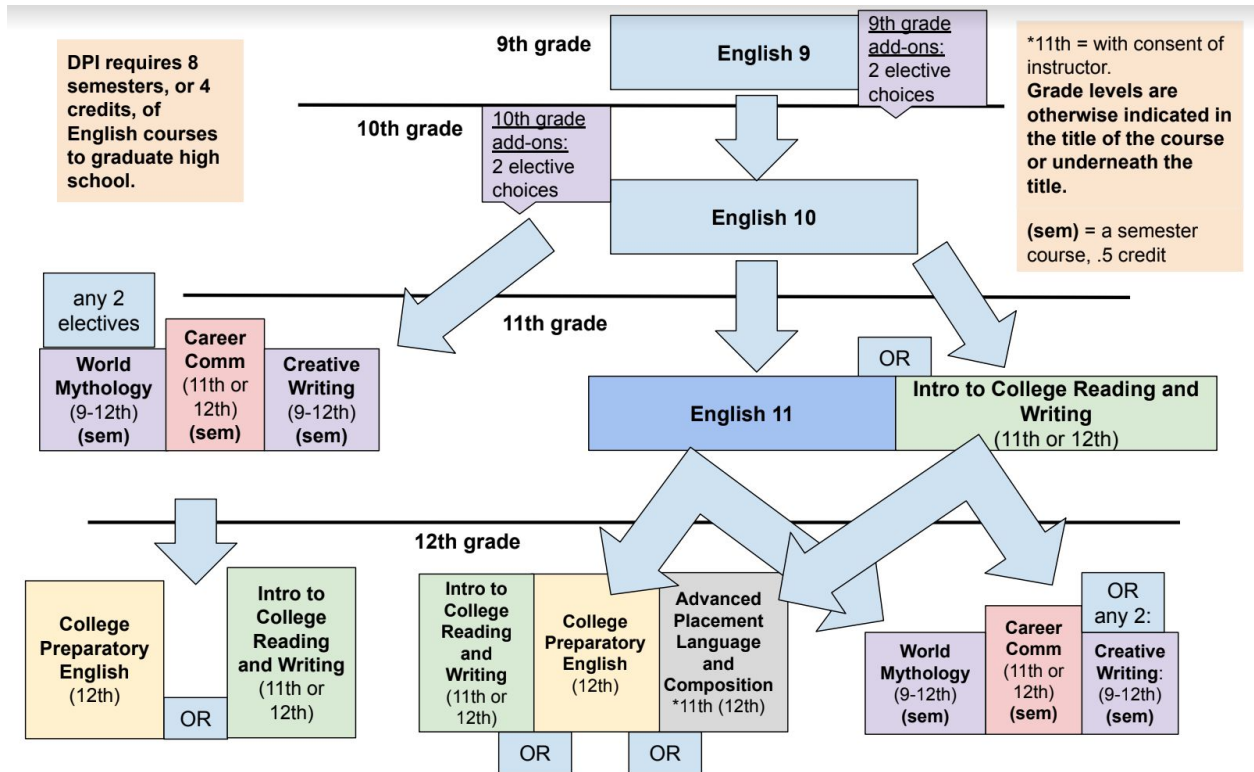 DPI requires 8
semesters, or 4
credits, of
English courses
to graduate high
school.
9th grade
English 9
9th grade
add-ons:
2 elective
choices
*11th = with consent of
instructor.
Grade levels are
otherwise indicated in
the title of the course
or underneath the
title.
(sem) = a semester
course, .5 credit
10th grade
10th grade
add-ons:
2 elective
choices
English 10
11th grade
any 2
electives
World
Mythology
(9-12th)
(sem)
Career
Comm
(11th or
12th)
(sem)
Creative
Writing
(9-12th)
(sem)
OR
English 11
Intro to College Reading and
Writing
(11th or 12th)
12th grade
College
Preparatory
English
(12th)
OR
Intro to
College
Reading
and Writing
(11th or
12th)
Intro to
College
Reading
and
Writing
(11th or
12th)
OR
College
Preparatory
English
(12th)
OR
Advanced
Placement
Language
and
Composition
*11th (12th)
OR
any 2:
World
Mythology
(9-12th)
(sem)
Career
Comm
(11th or
12th)
(sem)
Creative
Writing:
(9-12th)
(sem)